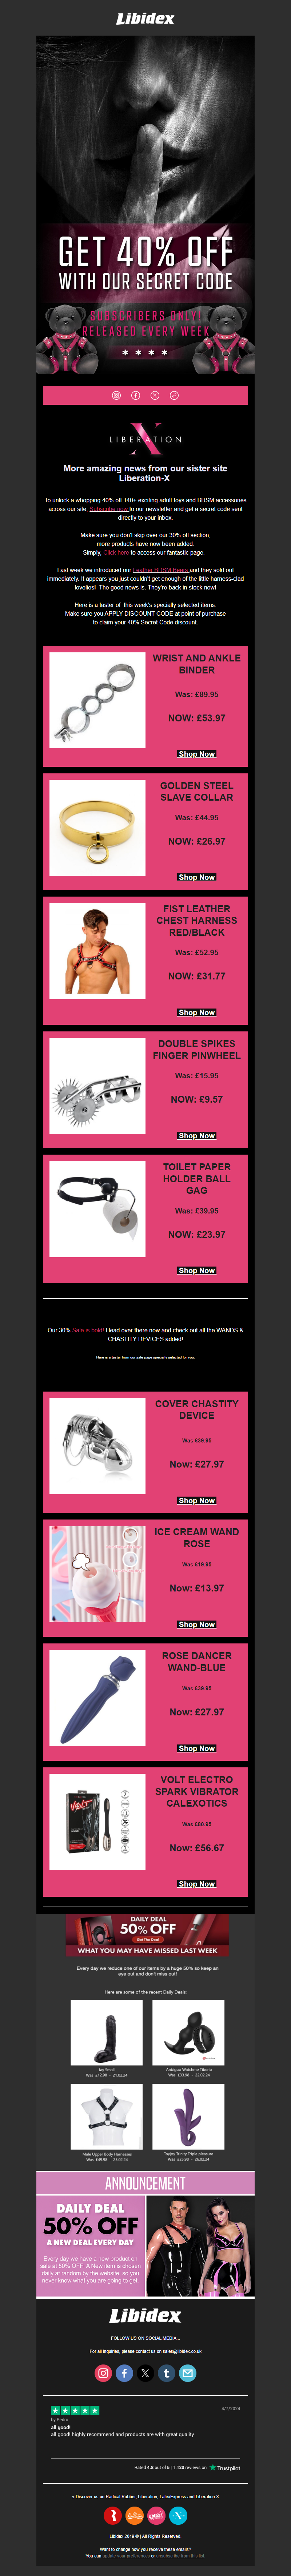 Libidex
GET 40% OFF
WITH OUR SECRET CODE
SUBSCRIBERS ONLY!
RELEASED EVERY WEEK
* * * *
LIBERATION
X
More amazing news from our sister site
Liberation-X
To unlock a whopping 40% off 140+ exciting adult toys and BDSM accessories
across our site, Subscribe now to our newsletter and get a secret code sent
directly to your inbox.
Make sure you don't skip over our 30% off section,
more products have now been added.
Simply, Click here to access our fantastic page.
Last week we introduced our Leather BDSM Bears and they sold out
immediately. It appears you just couldn't get enough of the little harness-clad
lovelies! The good news is. They're back in stock now!
Here is a taster of this week's specially selected items.
Make sure you APPLY DISCOUNT CODE at point of purchase
to claim your 40% Secret Code discount.
WRIST AND ANKLE
BINDER
Was: £89.95
NOW: £53.97
Shop Now
GOLDEN STEEL
SLAVE COLLAR
Was: £44.95
NOW: £26.97
Shop Now
FIST LEATHER
CHEST HARNESS
RED/BLACK
Was: £52.95
NOW: £31.77
Shop Now
DOUBLE SPIKES
FINGER PINWHEEL
Was: £15.95
NOW: £9.57
Shop Now
TOILET PAPER
HOLDER BALL
GAG
Was: £39.95
NOW: £23.97
Shop Now
Our 30% Sale is bold!! Head over there now and check out all the WANDS &
CHASTITY DEVICES added!
Here is a taster from our sale page specially selected for you.
COVER CHASTITY
DEVICE
Was £39.95
Now: £27.97
Shop Now
ICE CREAM WAND
ROSE
Was £19.95
Now: £13.97
Shop Now
ROSE DANCER
WAND-BLUE
Was £39.95
Now: £27.97
Shop Now
VOLT ELECTRO
SPARK VIBRATOR
CALEXOTICS
Was £80.95
Now: £56.67
Shop Now
VOLT
DAILY DEAL
50% OFF
Get The Deal
WHAT YOU MAY HAVE MISSED LAST WEEK
Every day we reduce one of our items by a huge 50% so keep an
eye out and don't miss out!
Here are some of the recent Daily Deals:
Jay Small
Was £12.98 - 21.02.24
Was £33.98 - 22.02.24
Male Upper Body Harnesses
Was £49.98 - 23.02.24
Toyjoy Trinity Triple pleasure
Was £25.98 - 26.02.24
ANNOUNCEMENT
DAILY DEAL
50% OFF
A NEW DEAL EVERY DAY
Every day we have a new product on
sale at 50% OFF! A New item is chosen
daily at random by the website, so you
never know what you are going to get.
Libidex
FOLLOW US ON SOCIAL MEDIA...
For all inquiries, please contact us on sales@libidex.co.uk
4/7/2024
by Pedro
all good!
all good! highly recommend and products are with great quality
Rated 4.8 out of 5 | 1,120 reviews on Trustpilot
Discover us on Radical Rubber, Liberation, LatexExpress and Liberation X
Libidex 2019 © | All Rights Reserved.
Want to change how you receive these emails?
You can update your preferences or unsubscribe from this list